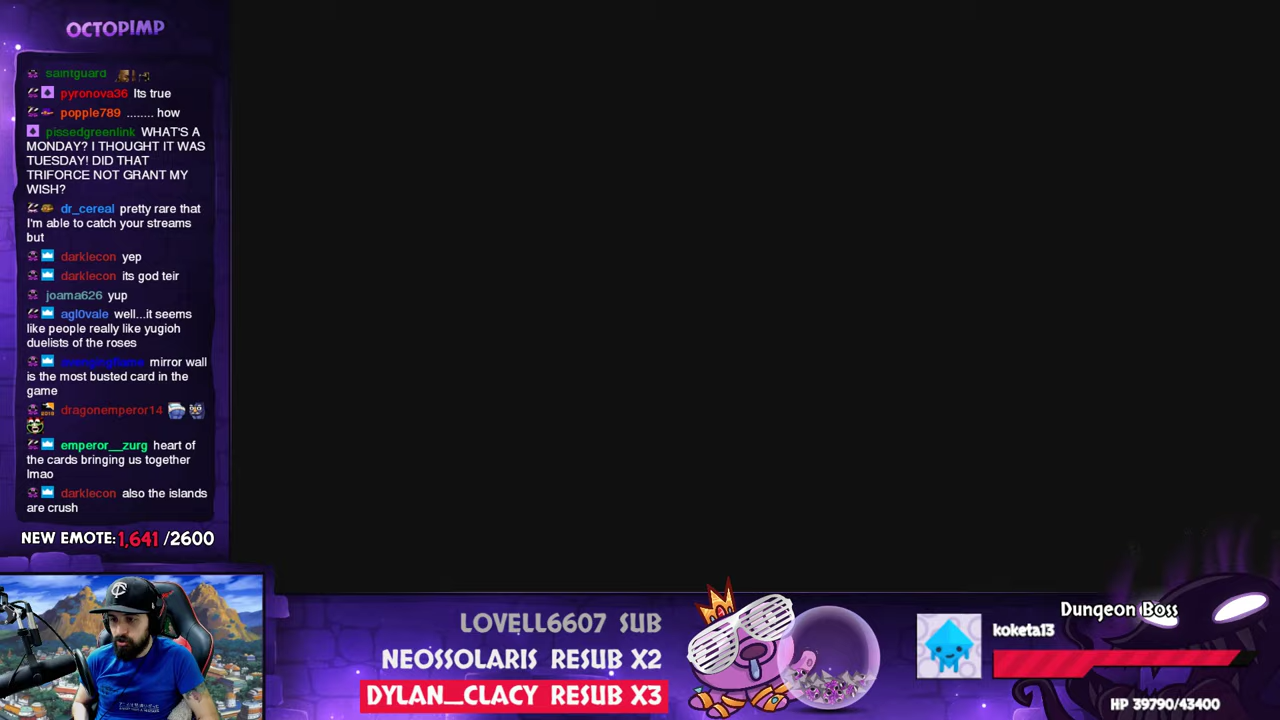 OCTOPIMP
saintguard
pyronova36 Its true
popple789 ........ how
pissedgreenlink WHAT'S A
MONDAY? I THOUGHT IT WAS
TUESDAY! DID THAT
TRIFORCE NOT GRANT MY
WISH?
dr_cereal pretty rare that
I'm able to catch your streams
but
darklecon yep
darklecon its god teir
joama626 yup
agl0vale well...it seems
like people really like yugioh
duelists of the roses
mirror wall
is the most busted card in the
game
dragonemperor14
emperor__zurg heart of
the cards bringing us together
lmao
darklecon also the islands
are crush
NEW EMOTE: 1,641 /2600
LOVELL6607 SUB
NEOSSOLARIS RESUB X2
DYLAN__CLACY RESUB X3
Dungeon Boss
koketa13
HP 39790/43400